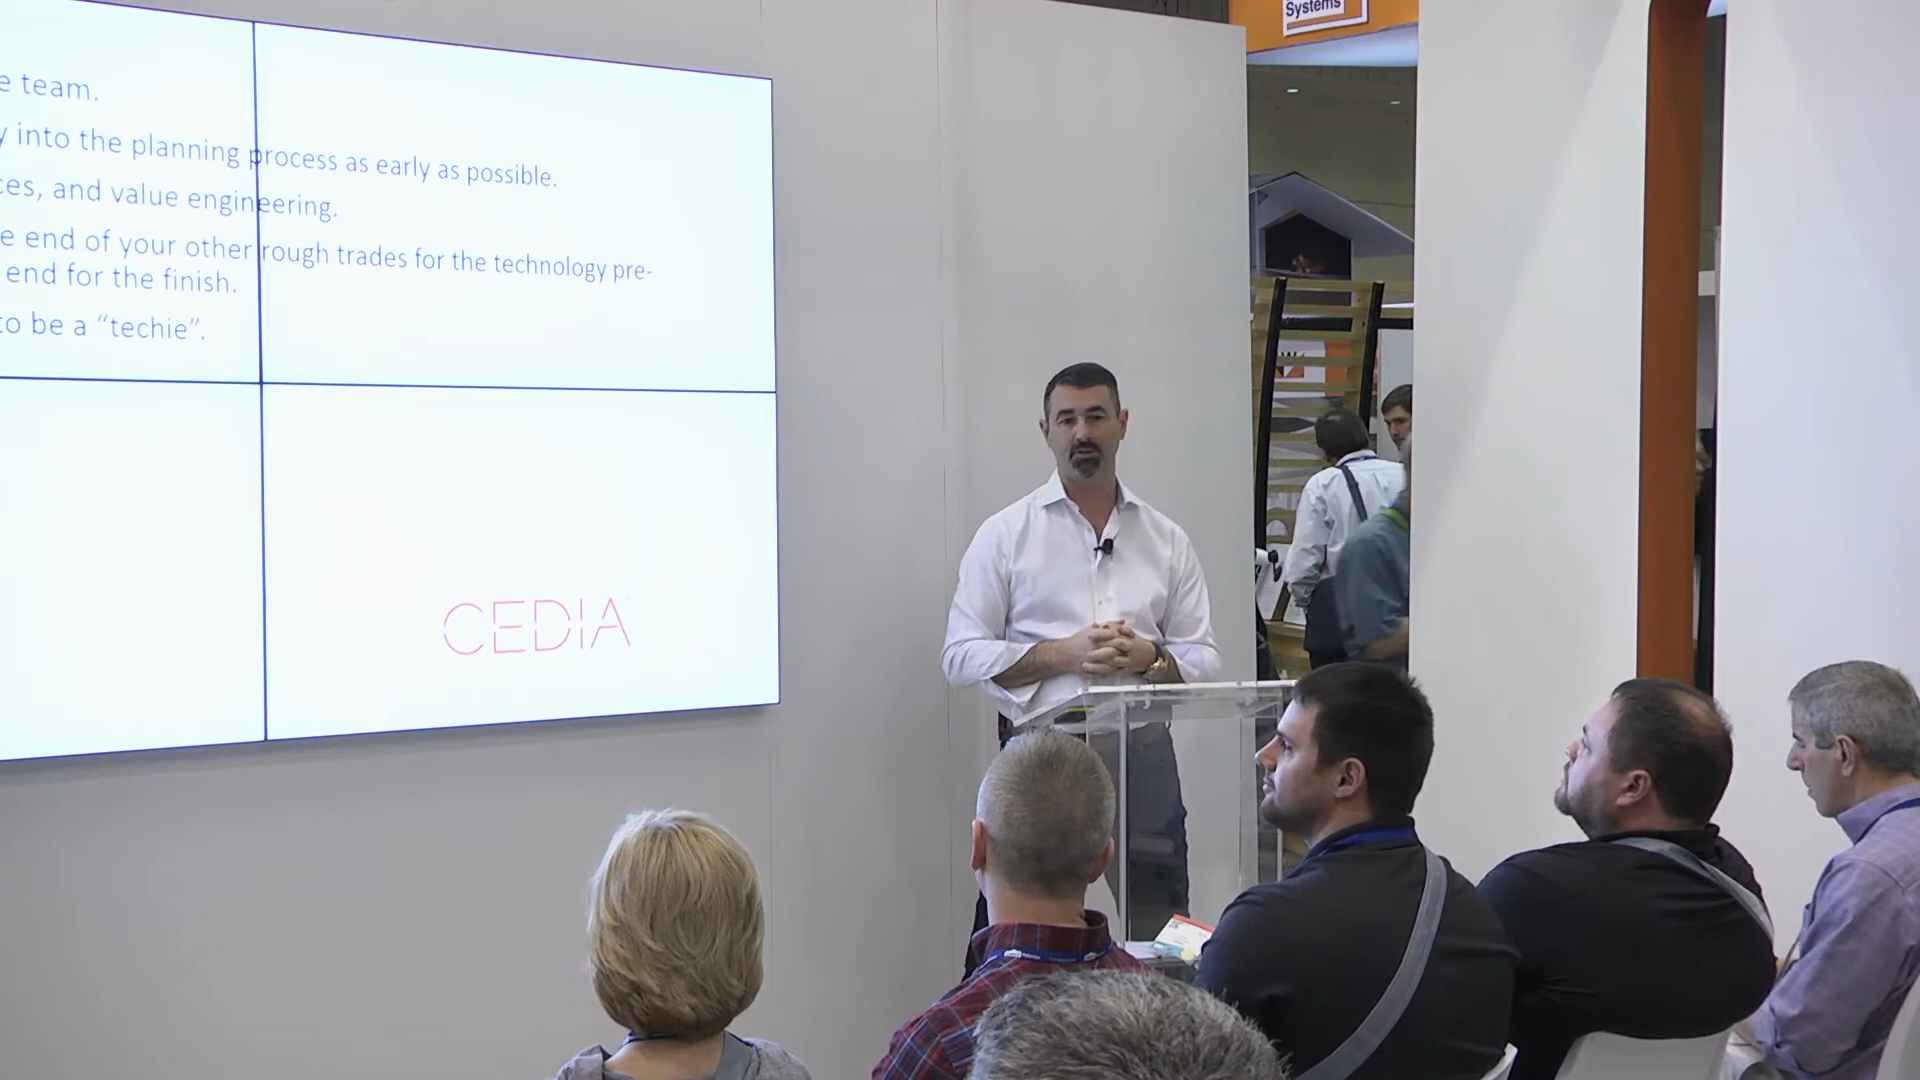 Systems
e team.
y into the planning process as early as possible.
ces, and value engineering.
e end of your other rough trades for the technology pre-
end for the finish.
to be a “techie”.
CEDIA